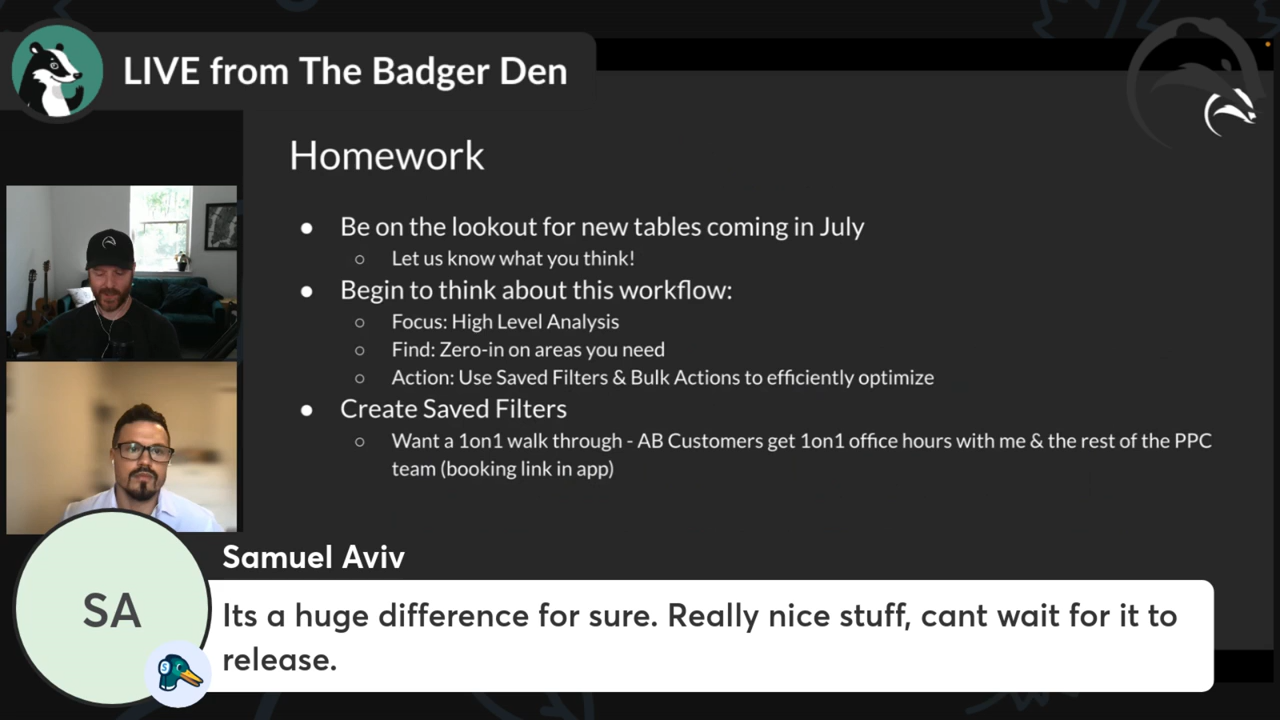 LIVE from The Badger Den
Homework
● Be on the lookout for new tables coming in July
○ Let us know what you think!
● Begin to think about this workflow:
○ Focus: High Level Analysis
○ Find: Zero-in on areas you need
○ Action: Use Saved Filters & Bulk Actions to efficiently optimize
● Create Saved Filters
○ Want a 1on1 walk through - AB Customers get 1on1 office hours with me & the rest of the PPC
team (booking link in app)
Samuel Aviv
SA
Its a huge difference for sure. Really nice stuff, cant wait for it to
release.